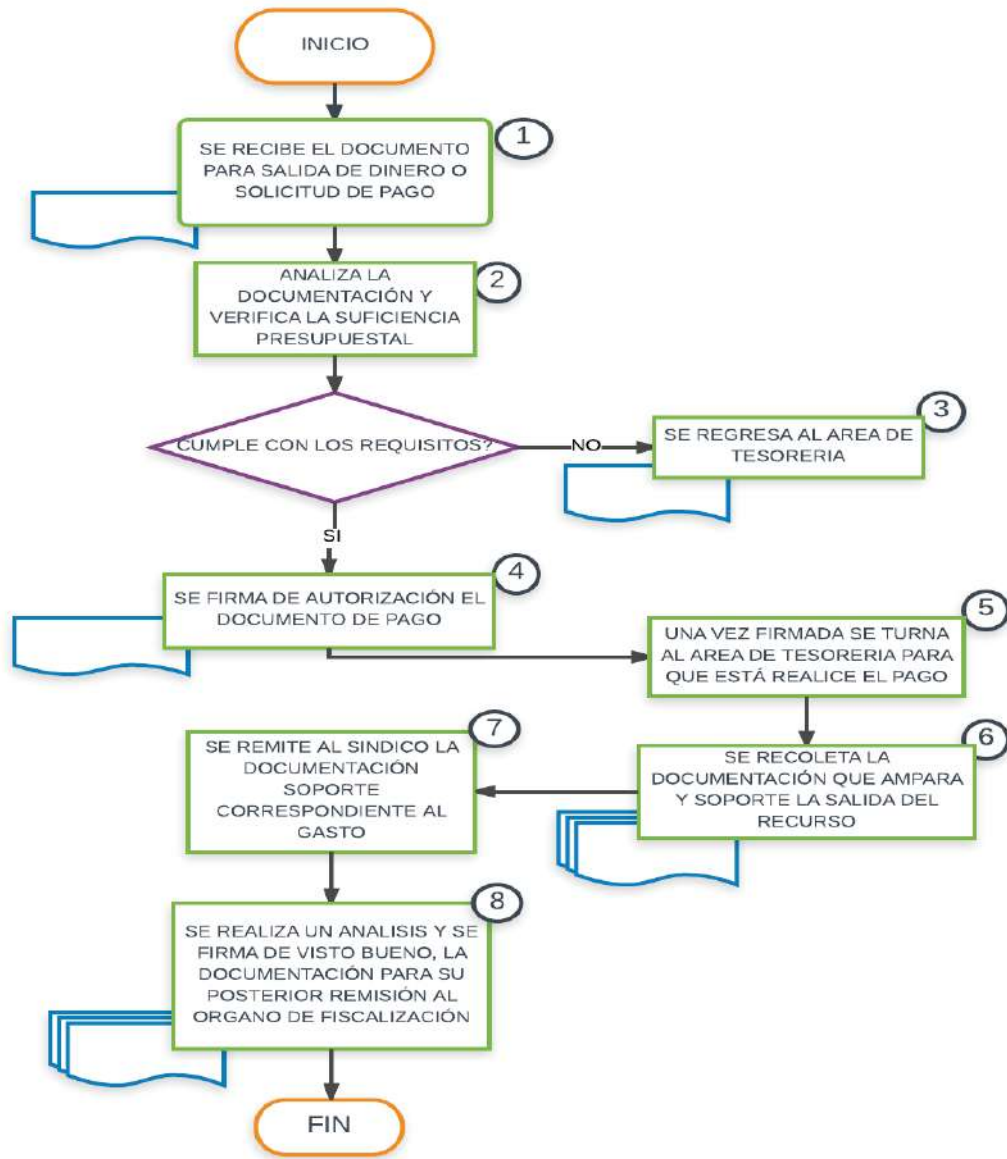 INICIO
1
SE RECIBE EL DOCUMENTO
PARA SALIDA DE DINERO O
SOLICITUD DE PAGO
2
ANALIZA LA
DOCUMENTACIÓN Y
VERIFICA LA SUFICIENCIA
PRESUPUESTAL
CUMPLE CON LOS REQUISITOS?
NO
3
SE REGRESA AL AREA DE
TESORERIA
SI
4
SE FIRMA DE AUTORIZACIÓN EL
DOCUMENTO DE PAGO
5
UNA VEZ FIRMADA SE TURNA
AL AREA DE TESORERIA PARA
QUE ESTÁ REALICE EL PAGO
6
SE RECOLETA LA
DOCUMENTACIÓN QUE AMPARA
Y SOPORTE LA SALIDA DEL
RECURSO
7
SE REMITE AL SINDICO LA
DOCUMENTACIÓN
SOPORTE
CORRESPONDIENTE AL
GASTO
8
SE REALIZA UN ANALISIS Y SE
FIRMA DE VISTO BUENO, LA
DOCUMENTACIÓN PARA SU
POSTERIOR REMISIÓN AL
ORGANO DE FISCALIZACIÓN
FIN